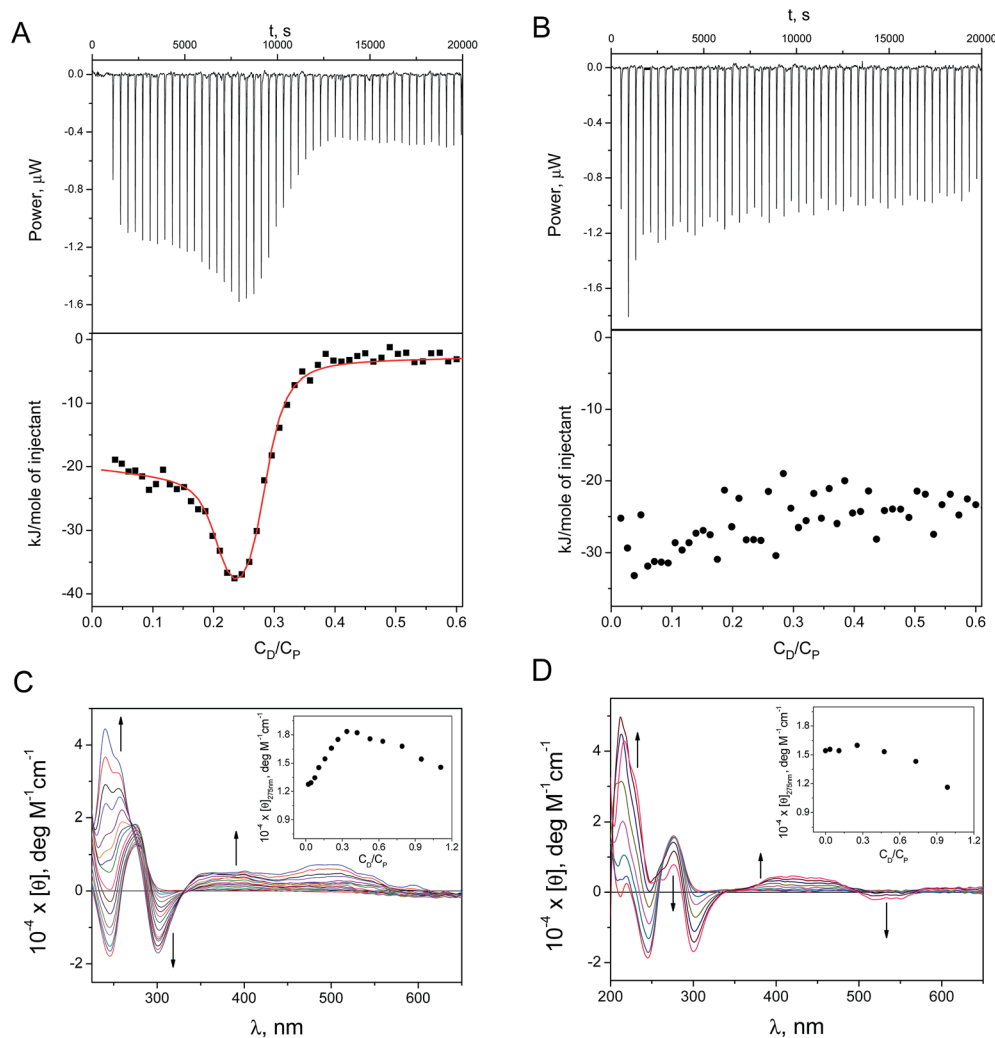 A
t, s
0 5000 10000 15000 20000
0.0
-0.4
-0.8
-1.2
-1.6
Power, μW
0
-10
-20
-30
-40
kJ/mole of injectant
0.0 0.1 0.2 0.3 0.4 0.5 0.6
C_D/C_P
B
t, s
0 5000 10000 15000 20000
0.0
-0.4
-0.8
-1.2
-1.6
Power, μW
0
-10
-20
-30
kJ/mole of injectant
0.0 0.1 0.2 0.3 0.4 0.5 0.6
C_D/C_P
C
4
2
0
-2
10⁻⁴ x [θ], deg M⁻¹cm⁻¹
300 400 500 600
λ, nm
2.1
1.8
1.5
1.2
0.9
10⁻⁴ x [θ]275nm, deg M⁻¹cm⁻¹
0.0 0.3 0.6 0.9 1.2
C_D/C_P
D
4
2
0
-2
10⁻⁴ x [θ], deg M⁻¹cm⁻¹
200 300 400 500 600
λ, nm
2.1
1.8
1.5
1.2
0.9
10⁻⁴ x [θ]275nm, deg M⁻¹cm⁻¹
0.0 0.3 0.6 0.9 1.2
C_D/C_P